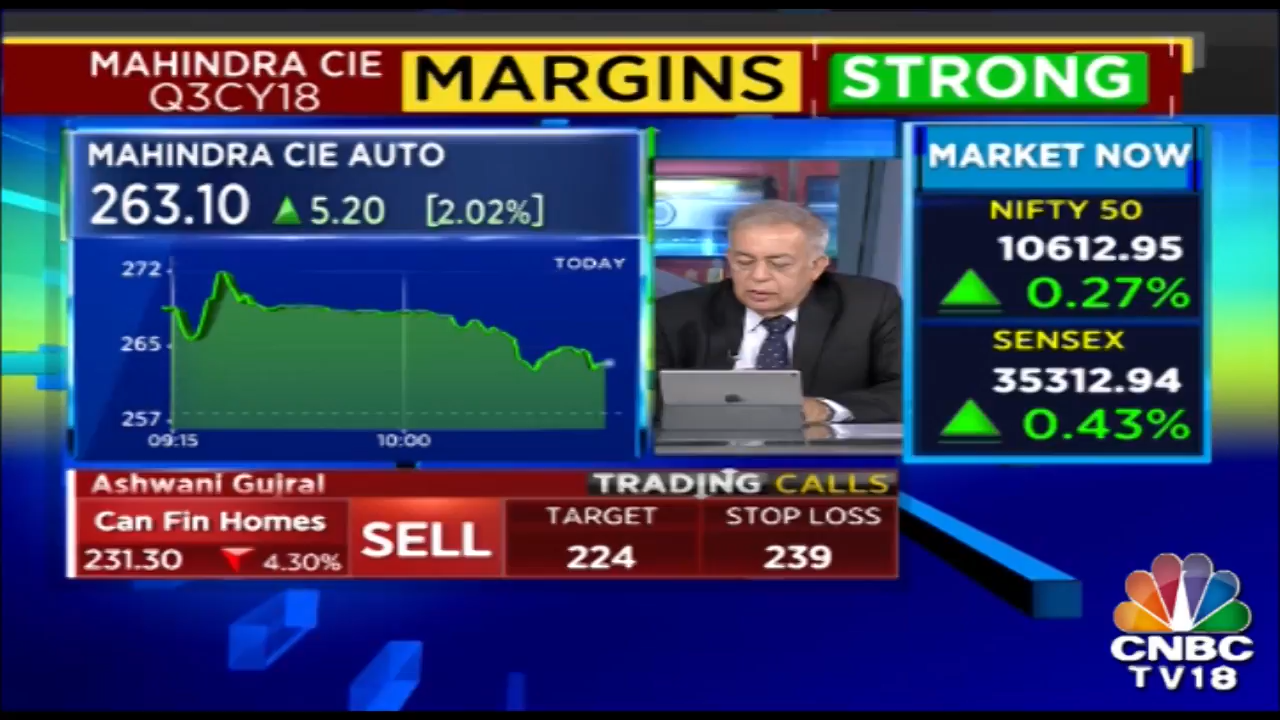 MAHINDRA CIE
Q3CY18
MARGINS
STRONG
MAHINDRA CIE AUTO
263.10 ▲ 5.20 [2.02%]
TODAY
272
265
257
09:15 10:00
MARKET NOW
NIFTY 50
10612.95
▲ 0.27%
SENSEX
35312.94
▲ 0.43%
Ashwani Gujral
TRADING CALLS
Can Fin Homes
231.30 ▼ 4.30%
SELL
TARGET
224
STOP LOSS
239
CNBC
TV18